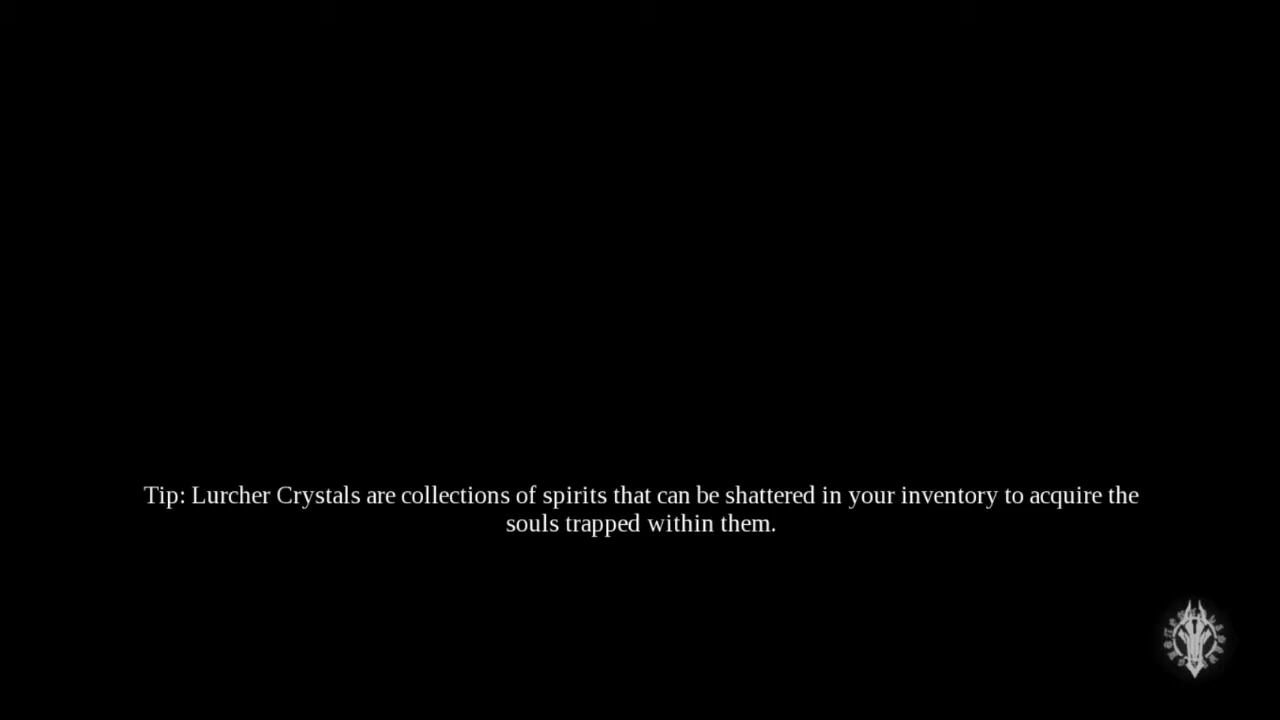 Tip: Lurcher Crystals are collections of spirits that can be shattered in your inventory to acquire the
souls trapped within them.